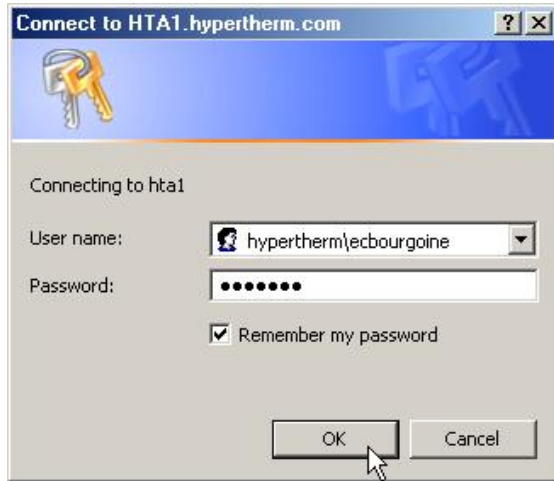 Connect to HTA1.hypertherm.com
Connecting to hta1
User name: hypertherm\ecbourgoine
Password: •••••••
Remember my password
OK Cancel